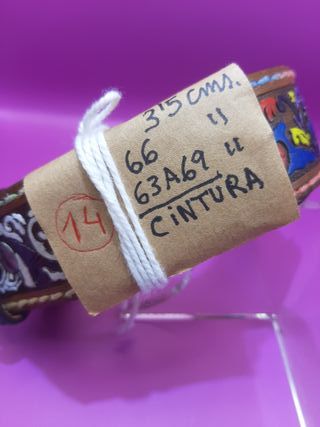 3'5 cms.
66 "
63A69 "
CiNTURA
14